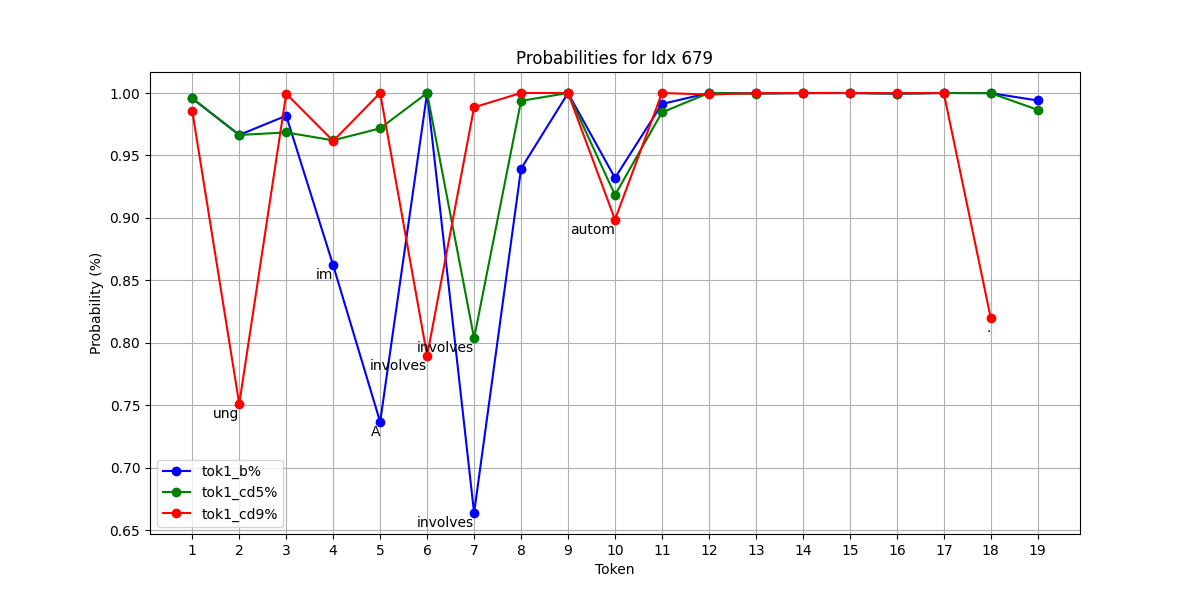 Probabilities for Idx 679
Probability (%)
1.00
0.95
0.90
0.85
0.80
0.75
0.70
0.65
autom
im
involves
involves
.
ung
A
involves
tok1_b%
tok1_cd5%
tok1_cd9%
1 2 3 4 5 6 7 8 9 10 11 12 13 14 15 16 17 18 19
Token